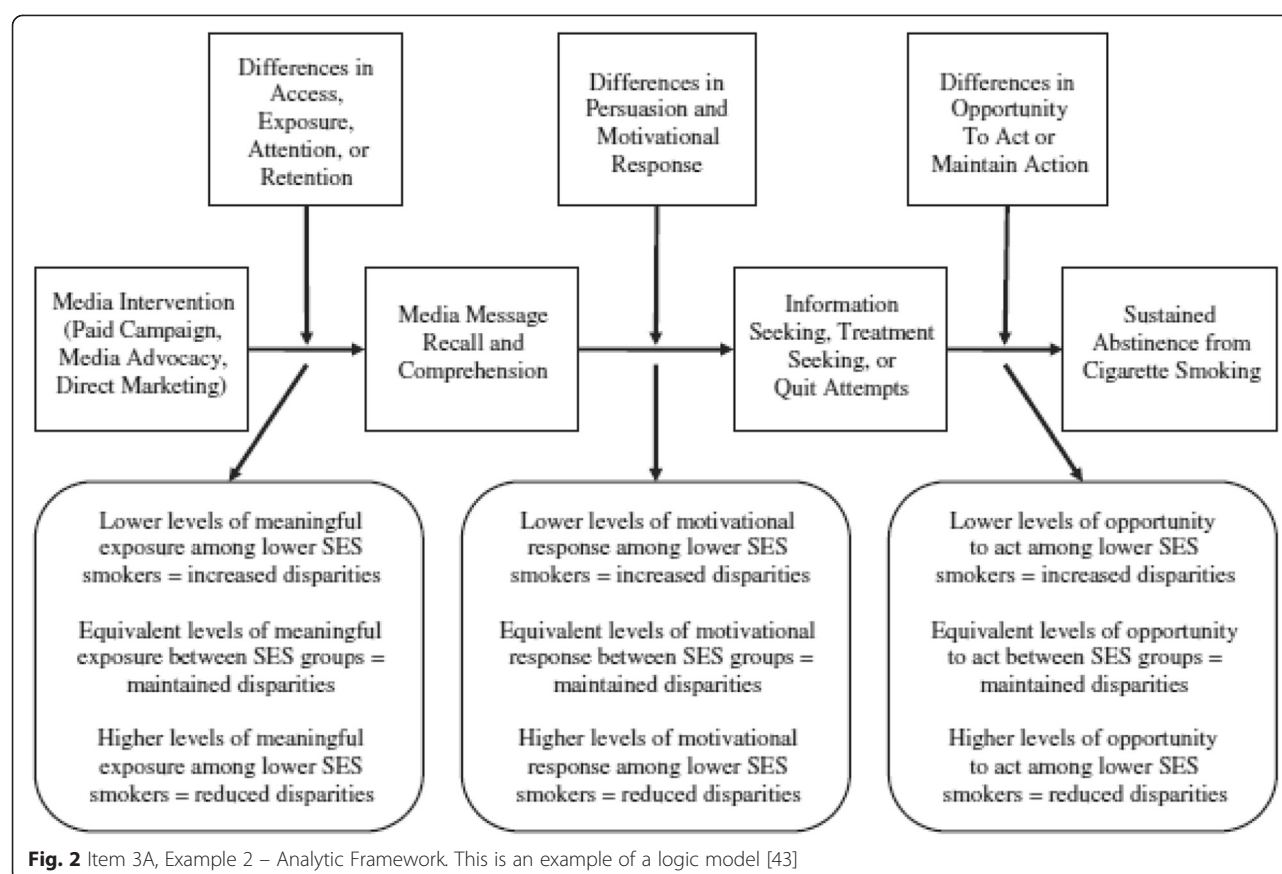 Differences in
Access,
Exposure,
Attention, or
Retention
Differences in
Persuasion and
Motivational
Response
Differences in
Opportunity
To Act or
Maintain Action
Media Intervention
(Paid Campaign,
Media Advocacy,
Direct Marketing)
Media Message
Recall and
Comprehension
Information
Seeking, Treatment
Seeking, or
Quit Attempts
Sustained
Abstinence from
Cigarette Smoking
Lower levels of meaningful
exposure among lower SES
smokers = increased disparities
Equivalent levels of meaningful
exposure between SES groups =
maintained disparities
Higher levels of meaningful
exposure among lower SES
smokers = reduced disparities
Lower levels of motivational
response among lower SES
smokers = increased disparities
Equivalent levels of motivational
response between SES groups =
maintained disparities
Higher levels of motivational
response among lower SES
smokers = reduced disparities
Lower levels of opportunity
to act among lower SES
smokers = increased disparities
Equivalent levels of opportunity
to act between SES groups =
maintained disparities
Higher levels of opportunity
to act among lower SES
smokers = reduced disparities
Fig. 2 Item 3A, Example 2 – Analytic Framework. This is an example of a logic model [43]